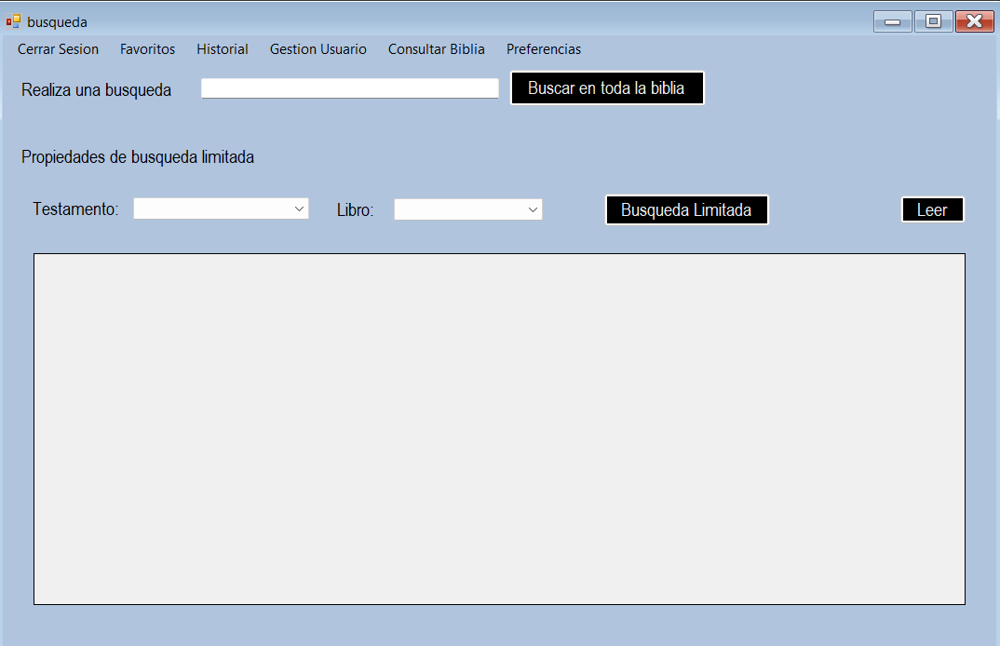 busqueda
Cerrar Sesion Favoritos Historial Gestion Usuario Consultar Biblia Preferencias
Realiza una busqueda Buscar en toda la biblia
Propiedades de busqueda limitada
Testamento: Libro: Busqueda Limitada Leer